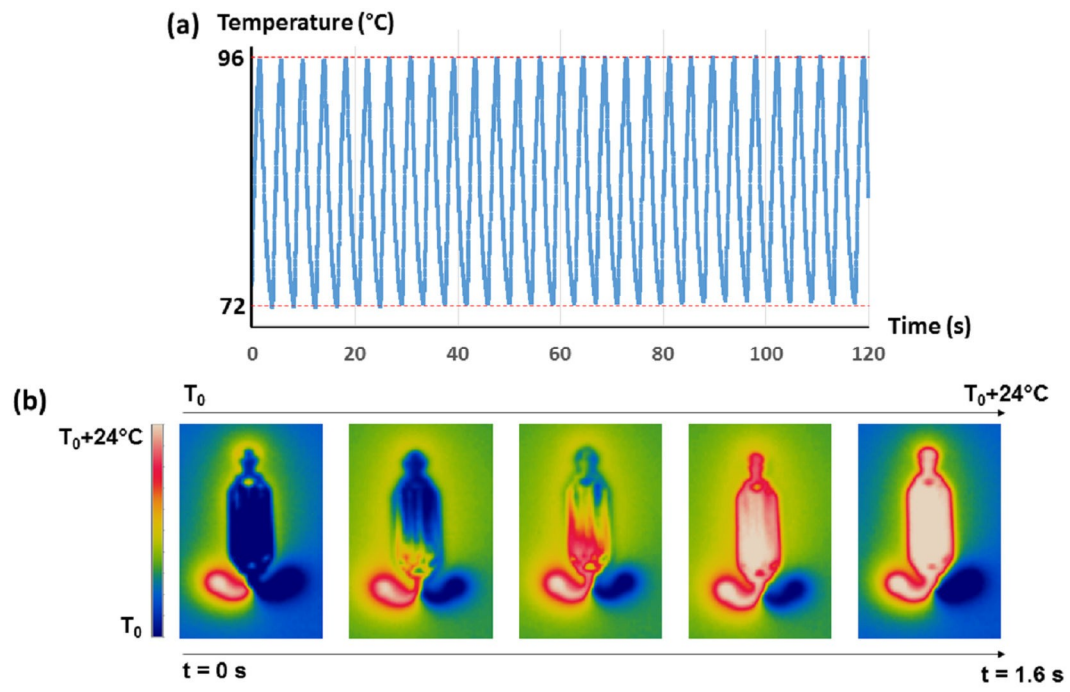 (a) Temperature (°C)
96
72
Time (s)
0 20 40 60 80 100 120
(b)
T₀ T₀+24°C
T₀+24°C
T₀
t = 0 s t = 1.6 s